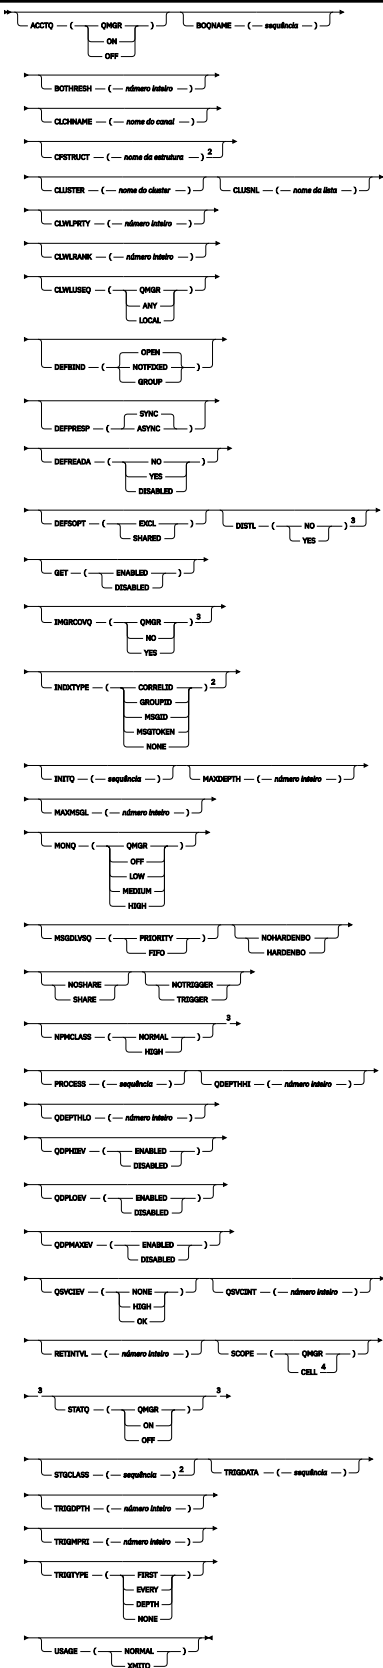 ACCTQ — ( QMGR ) BOQNAME — ( — sequência — )
ON
OFF
BOTHRESH — ( — número inteiro — )
CLCHNAME — ( — nome do canal — )
CFSTRUCT — ( — nome da estrutura — ) 2
CLUSTER — ( — nome do cluster — ) CLUSNL — ( — nome da lista — )
CLWLPRTY — ( — número inteiro — )
CLWLRANK — ( — número inteiro — )
CLWLUSEQ — ( QMGR )
ANY
LOCAL
OPEN
DEFBIND — ( NOTFIXED )
GROUP
SYNC
DEFPRESP — ( ASYNC )
DEFREADA — ( NO )
YES
DISABLED
DEFSOPT — ( EXCL ) DISTL — ( NO ) 3
SHARED YES
GET — ( ENABLED )
DISABLED
IMGRCOVQ — ( QMGR ) 3
NO
YES
INDXTYPE — ( CORRELID ) 2
GROUPID
MSGID
MSGTOKEN
NONE
INITQ — ( — sequência — ) MAXDEPTH — ( — número inteiro — )
MAXMSGL — ( — número inteiro — )
MONQ — ( QMGR )
OFF
LOW
MEDIUM
HIGH
MSGDLVSQ — ( PRIORITY ) NOHARDENBO
FIFO HARDENBO
NOSHARE NOTRIGGER
SHARE TRIGGER
NPMCLASS — ( NORMAL ) 3
HIGH
PROCESS — ( — sequência — ) QDEPTHHI — ( — número inteiro — )
QDEPTHLO — ( — número inteiro — )
QDPHIEV — ( ENABLED )
DISABLED
QDPLOEV — ( ENABLED )
DISABLED
QDPMAXEV — ( ENABLED )
DISABLED
QSVCIEV — ( NONE ) QSVCINT — ( — número inteiro — )
HIGH
OK
RETINTVL — ( — número inteiro — ) SCOPE — ( QMGR )
CELL 4
3 STATQ — ( QMGR ) 3
ON
OFF
STGCLASS — ( — sequência — ) 2 TRIGDATA — ( — sequência — )
TRIGDPTH — ( — número inteiro — )
TRIGMPRI — ( — número inteiro — )
TRIGTYPE — ( FIRST )
EVERY
DEPTH
NONE
USAGE — ( NORMAL )
XMITQ